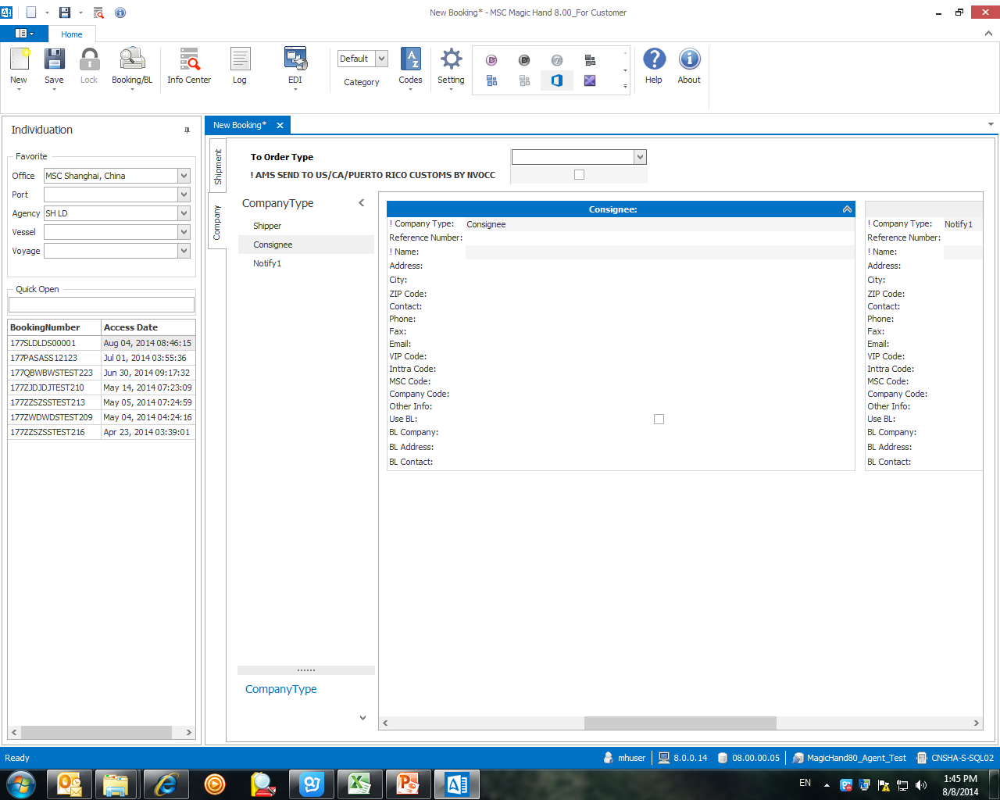 New Booking* - MSC Magic Hand 8.00_For Customer
Home
New
Save
Lock
Booking/BL
Info Center
Log
EDI
Default
Category
Codes
Setting
Help
About
Individuation
Favorite
Office MSC Shanghai, China
Port
Agency SH LD
Vessel
Voyage
Quick Open
BookingNumber Access Date
177SLDLDS00001 Aug 04, 2014 08:46:15
177PASASS12123 Jul 01, 2014 03:55:36
177QBWBWSTEST223 Jun 30, 2014 09:17:32
177ZJDJDJTEST210 May 14, 2014 07:23:09
177ZZSZSSTEST213 May 05, 2014 07:24:59
177ZWDWDSTEST209 May 04, 2014 04:24:16
177ZZSZSSTEST216 Apr 23, 2014 03:39:01
New Booking*
Shipment
Company
To Order Type
! AMS SEND TO US/CA/PUERTO RICO CUSTOMS BY NVOCC
CompanyType
Shipper
Consignee
Notify1
CompanyType
Consignee:
! Company Type: Consignee
Reference Number:
! Name:
Address:
City:
ZIP Code:
Contact:
Phone:
Fax:
Email:
VIP Code:
Inttra Code:
MSC Code:
Company Code:
Other Info:
Use BL:
BL Company:
BL Address:
BL Contact:
! Company Type: Notify1
Reference Number:
! Name:
Address:
City:
ZIP Code:
Contact:
Phone:
Fax:
Email:
VIP Code:
Inttra Code:
MSC Code:
Company Code:
Other Info:
Use BL:
BL Company:
BL Address:
BL Contact:
Ready
mhuser
8.0.0.14
08.00.00.05
MagicHand80_Agent_Test
CNSHA-S-SQL02
EN
1:45 PM
8/8/2014